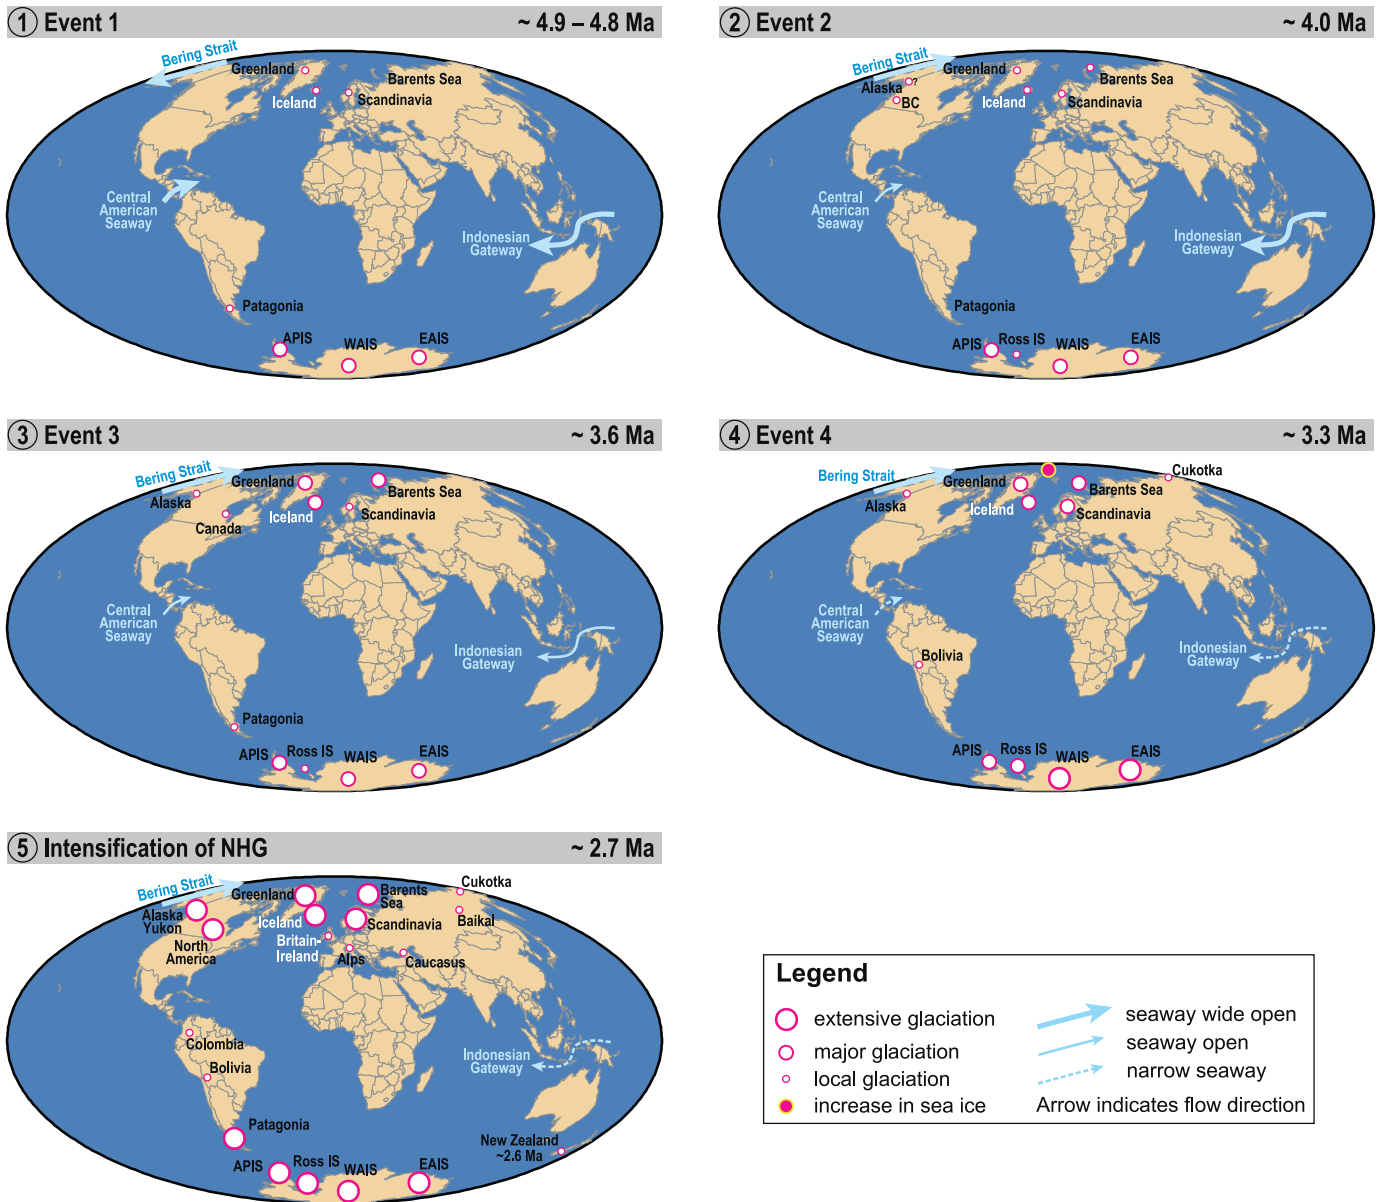 1 Event 1 ~ 4.9 – 4.8 Ma
Bering Strait
Greenland
Barents Sea
Iceland
Scandinavia
Central
American
Seaway
Indonesian
Gateway
Patagonia
APIS
WAIS
EAIS
2 Event 2 ~ 4.0 Ma
Bering Strait
Greenland
Barents Sea
Alaska ?
BC
Iceland
Scandinavia
Central
American
Seaway
Indonesian
Gateway
Patagonia
APIS
Ross IS
WAIS
EAIS
3 Event 3 ~ 3.6 Ma
Bering Strait
Greenland
Barents Sea
Alaska
Canada
Iceland
Scandinavia
Central
American
Seaway
Indonesian
Gateway
Patagonia
APIS
Ross IS
WAIS
EAIS
4 Event 4 ~ 3.3 Ma
Cukotka
Bering Strait
Greenland
Barents Sea
Alaska
Iceland
Scandinavia
Central
American
Seaway
Indonesian
Gateway
Bolivia
APIS
Ross IS
WAIS
EAIS
5 Intensification of NHG ~ 2.7 Ma
Cukotka
Bering Strait
Greenland
Barents
Sea
Alaska
Yukon
Iceland
Scandinavia
Baikal
North
America
Britain-
Ireland
Alps
Caucasus
Colombia
Indonesian
Gateway
Bolivia
Patagonia
New Zealand
~2.6 Ma
APIS
Ross IS
WAIS
EAIS
Legend
extensive glaciation
major glaciation
local glaciation
increase in sea ice
seaway wide open
seaway open
narrow seaway
Arrow indicates flow direction